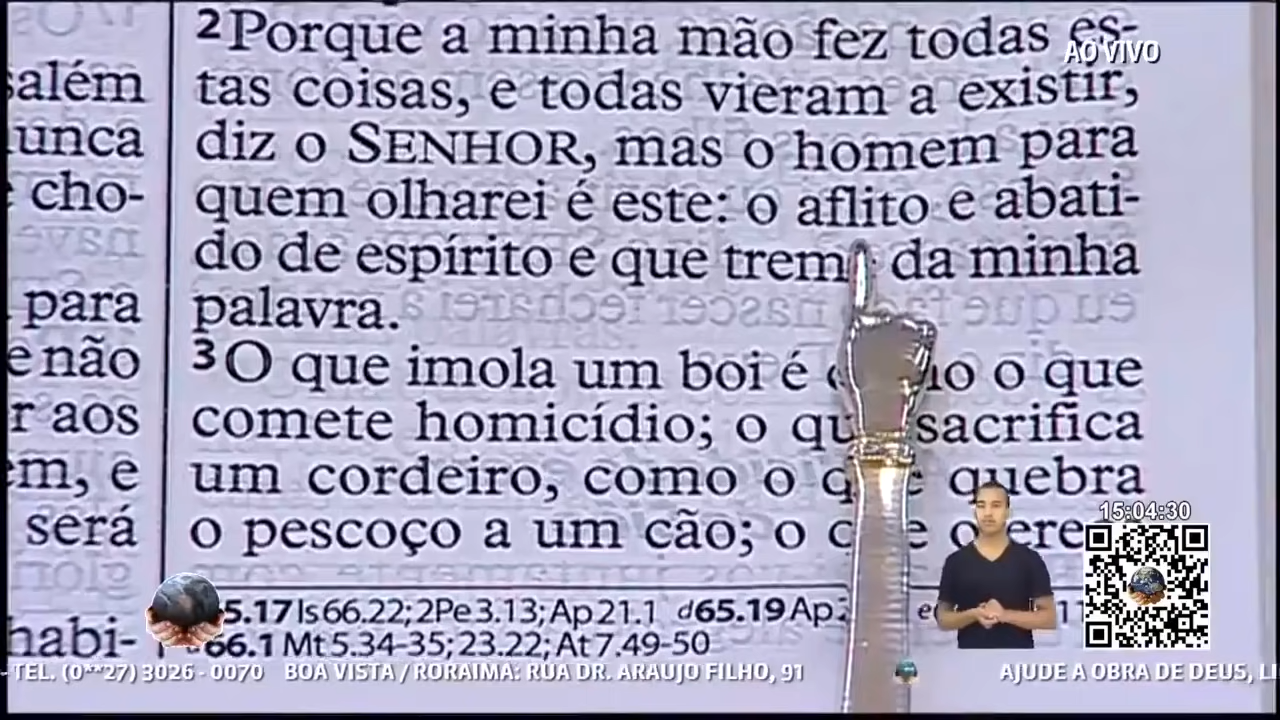 salém
unca
cho-
para
e não
r aos
em, e
será
habi-
2 Porque a minha mão fez todas es-
tas coisas, e todas vieram a existir,
diz o SENHOR, mas o homem para
quem olharei é este: o aflito e abati-
do de espírito e que trem da minha
palavra.
3 O que imola um boi é o que
comete homicídio; o sacrifica
um cordeiro, como o quebra
o pescoço a um cão; o
5.17 Is 66.22; 2Pe 3.13; Ap 21.1 d 65.19 Ap
66.1 Mt 5.34-35; 23.22; At 7.49-50
AO VIVO
15:04:30
- TEL. (0**27) 3026 - 0070 BOA VISTA / RORAIMA: RUA DR. ARAUJO FILHO, 91 AJUDE A OBRA DE DEUS,